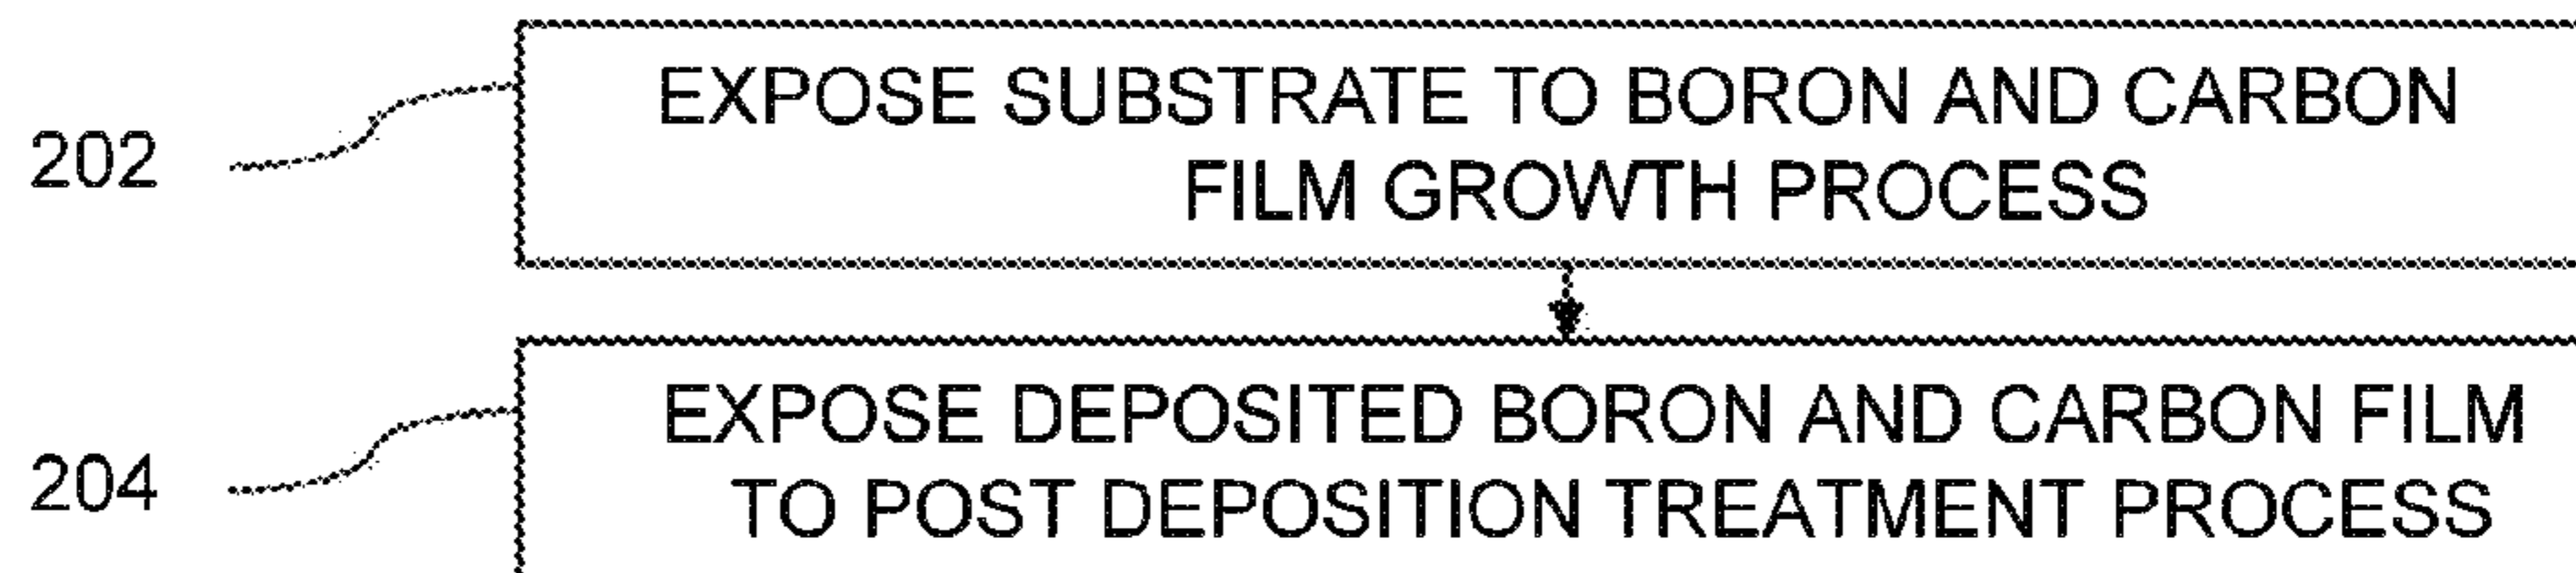 EXPOSE SUBSTRATE TO BORON AND CARBON
FILM GROWTH PROCESS
202
EXPOSE DEPOSITED BORON AND CARBON FILM
TO POST DEPOSITION TREATMENT PROCESS
204